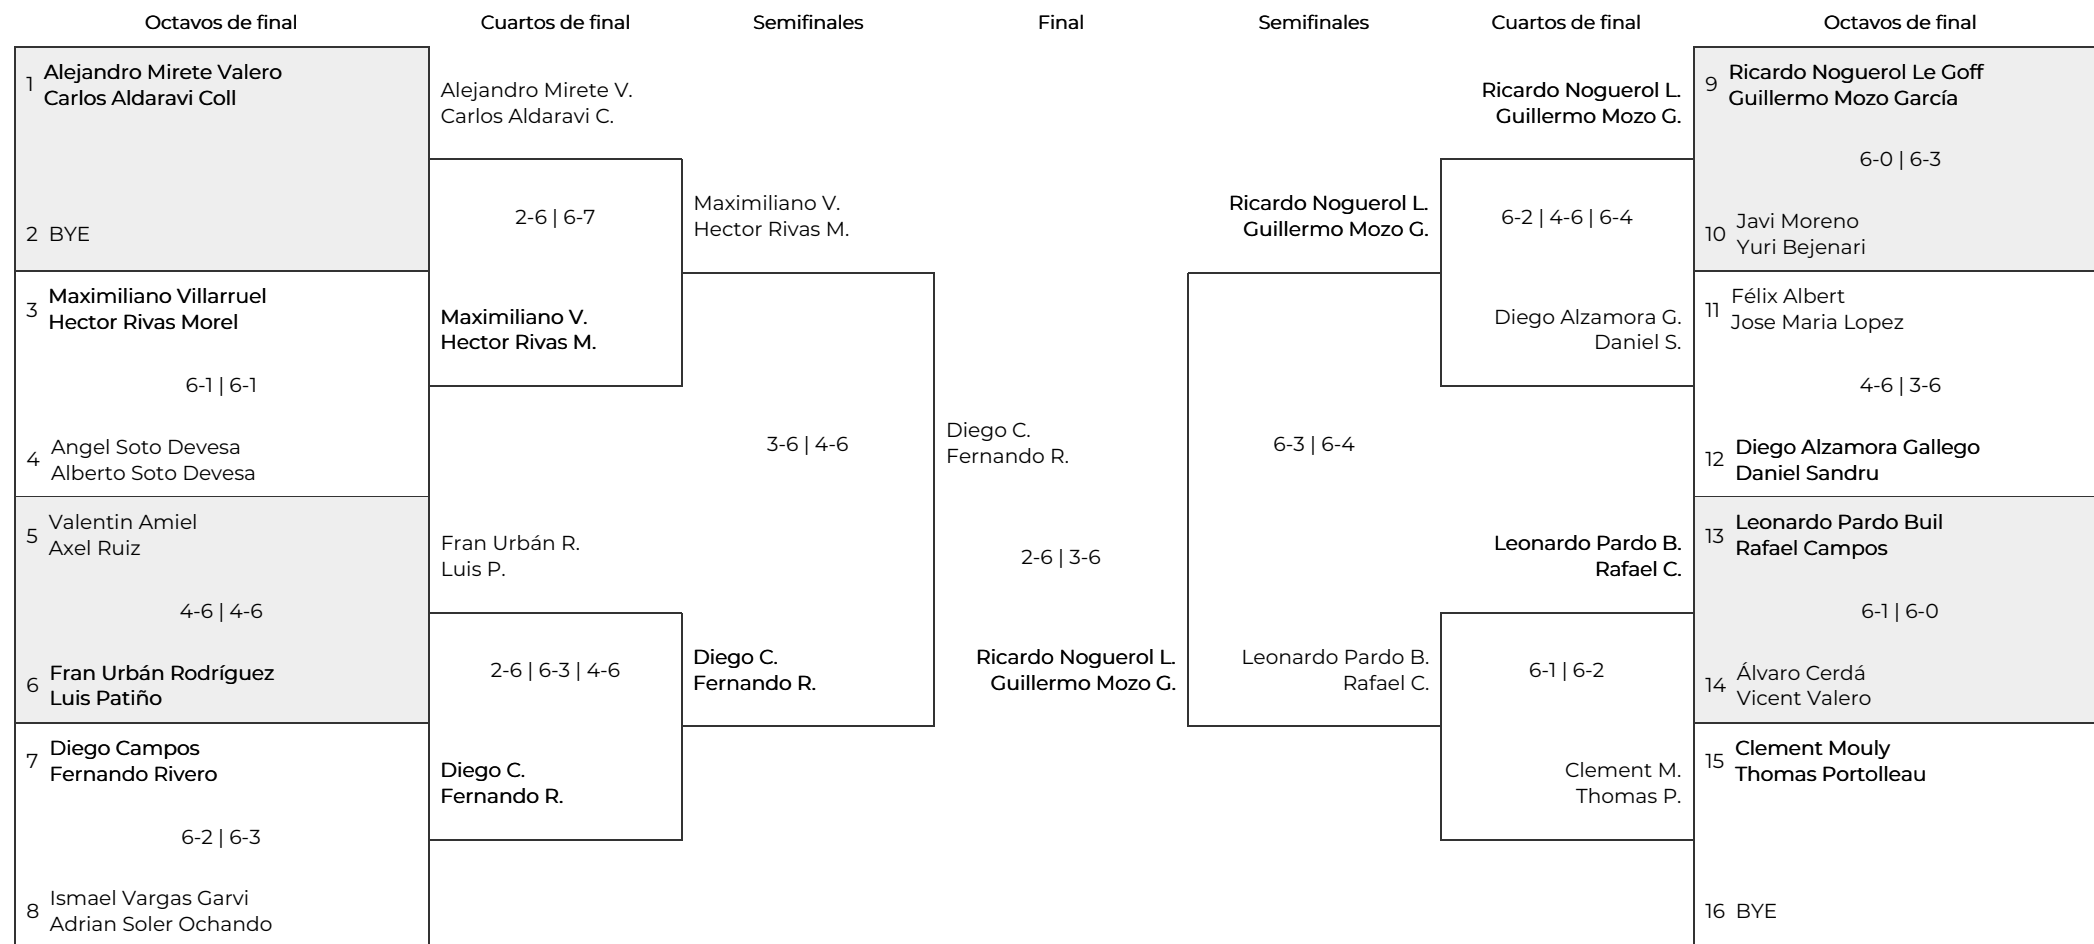 Octavos de final
Cuartos de final
Semifinales
Final
Semifinales
Cuartos de final
Octavos de final
1
Alejandro Mirete Valero
Carlos Aldaravi Coll
2 BYE
3
Maximiliano Villarruel
Hector Rivas Morel
6-1 | 6-1
4
Angel Soto Devesa
Alberto Soto Devesa
5
Valentin Amiel
Axel Ruiz
4-6 | 4-6
6
Fran Urbán Rodríguez
Luis Patiño
7
Diego Campos
Fernando Rivero
6-2 | 6-3
8
Ismael Vargas Garvi
Adrian Soler Ochando
Alejandro Mirete V.
Carlos Aldaravi C.
2-6 | 6-7
Maximiliano V.
Hector Rivas M.
Fran Urbán R.
Luis P.
2-6 | 6-3 | 4-6
Diego C.
Fernando R.
Maximiliano V.
Hector Rivas M.
3-6 | 4-6
Diego C.
Fernando R.
Diego C.
Fernando R.
2-6 | 3-6
Ricardo Noguerol L.
Guillermo Mozo G.
Ricardo Noguerol L.
Guillermo Mozo G.
6-3 | 6-4
Leonardo Pardo B.
Rafael C.
Ricardo Noguerol L.
Guillermo Mozo G.
6-2 | 4-6 | 6-4
Diego Alzamora G.
Daniel S.
Leonardo Pardo B.
Rafael C.
6-1 | 6-2
Clement M.
Thomas P.
9
Ricardo Noguerol Le Goff
Guillermo Mozo García
6-0 | 6-3
10
Javi Moreno
Yuri Bejenari
11
Félix Albert
Jose Maria Lopez
4-6 | 3-6
12
Diego Alzamora Gallego
Daniel Sandru
13
Leonardo Pardo Buil
Rafael Campos
6-1 | 6-0
14
Álvaro Cerdá
Vicent Valero
15
Clement Mouly
Thomas Portolleau
16 BYE